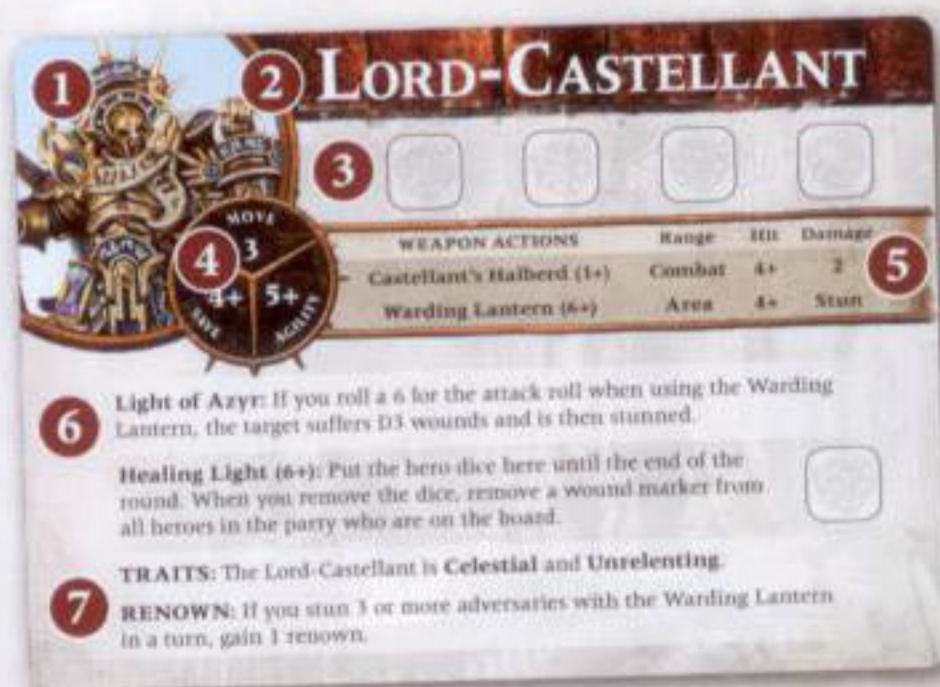 1
2
LORD-CASTELLANT
3
4
MOVE
3
4+
SAVE
5+
AGILITY
WEAPON ACTIONS Range Hit Damage
Castellant's Halberd (1+) Combat 4+ 2
Warding Lantern (6+) Area 4+ Stun
5
6
Light of Azyr: If you roll a 6 for the attack roll when using the Warding
Lantern, the target suffers D3 wounds and is then stunned.
Healing Light (6+): Put the hero dice here until the end of the
round. When you remove the dice, remove a wound marker from
all heroes in the party who are on the board.
7
TRAITS: The Lord-Castellant is Celestial and Unrelenting.
RENOWN: If you stun 3 or more adversaries with the Warding Lantern
in a turn, gain 1 renown.